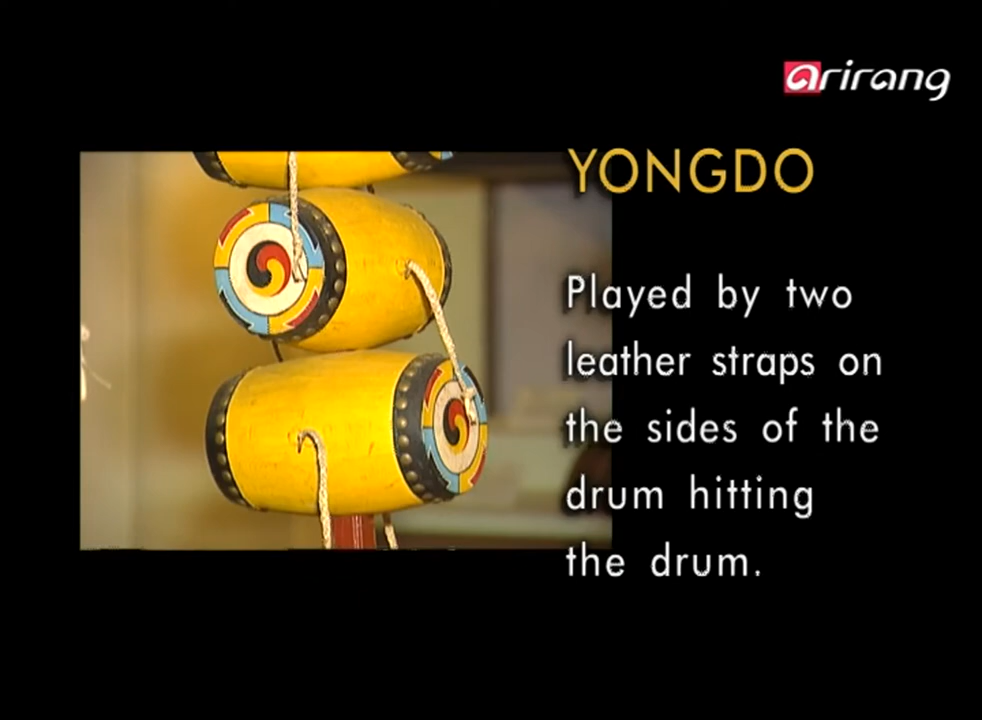 arirang
YONGDO
Played by two
leather straps on
the sides of the
drum hitting
the drum.